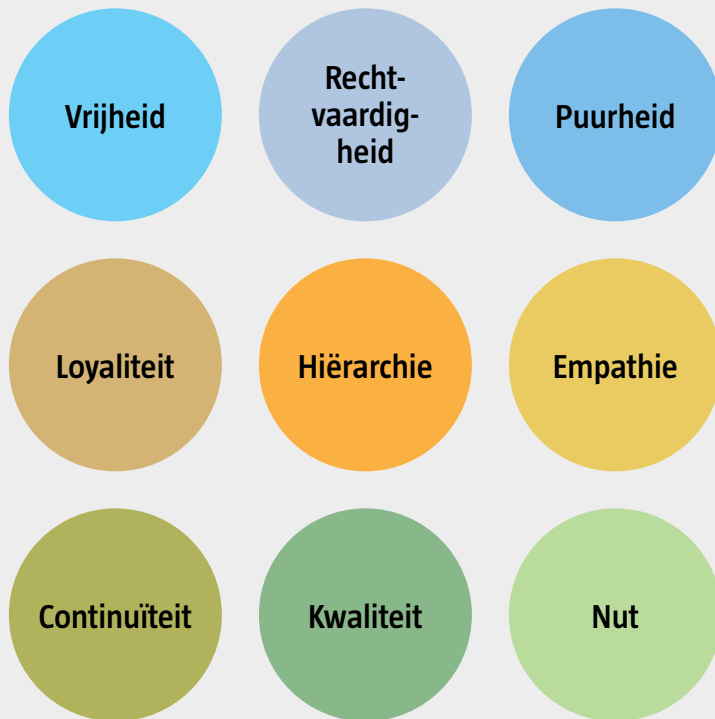 Vrijheid
Recht-
vaardig-
heid
Puurheid
Loyaliteit
Hiërarchie
Empathie
Continuïteit
Kwaliteit
Nut